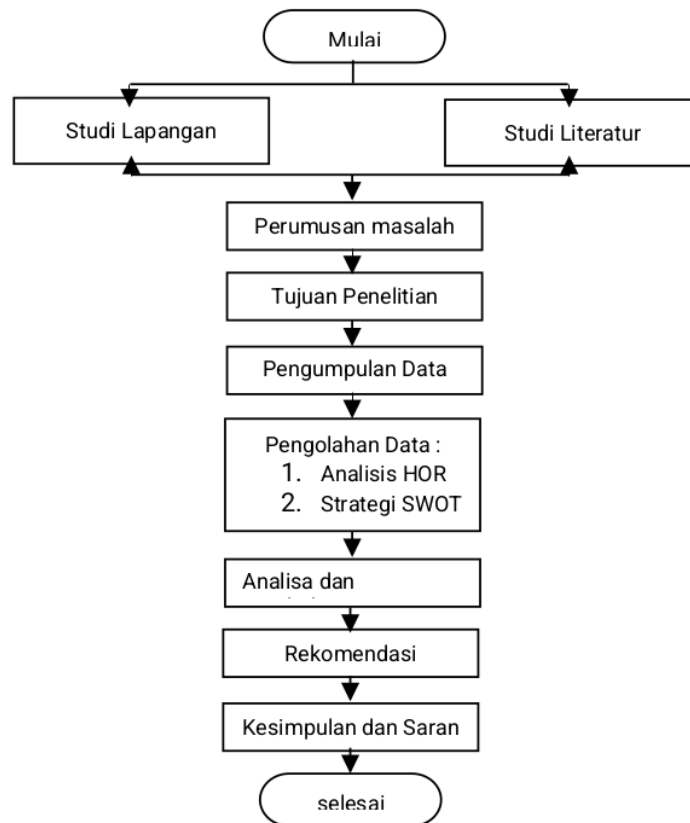 Mulai
Studi Lapangan
Studi Literatur
Perumusan masalah
Tujuan Penelitian
Pengumpulan Data
Pengolahan Data :
1. Analisis HOR
2. Strategi SWOT
Analisa dan
Rekomendasi
Kesimpulan dan Saran
selesai